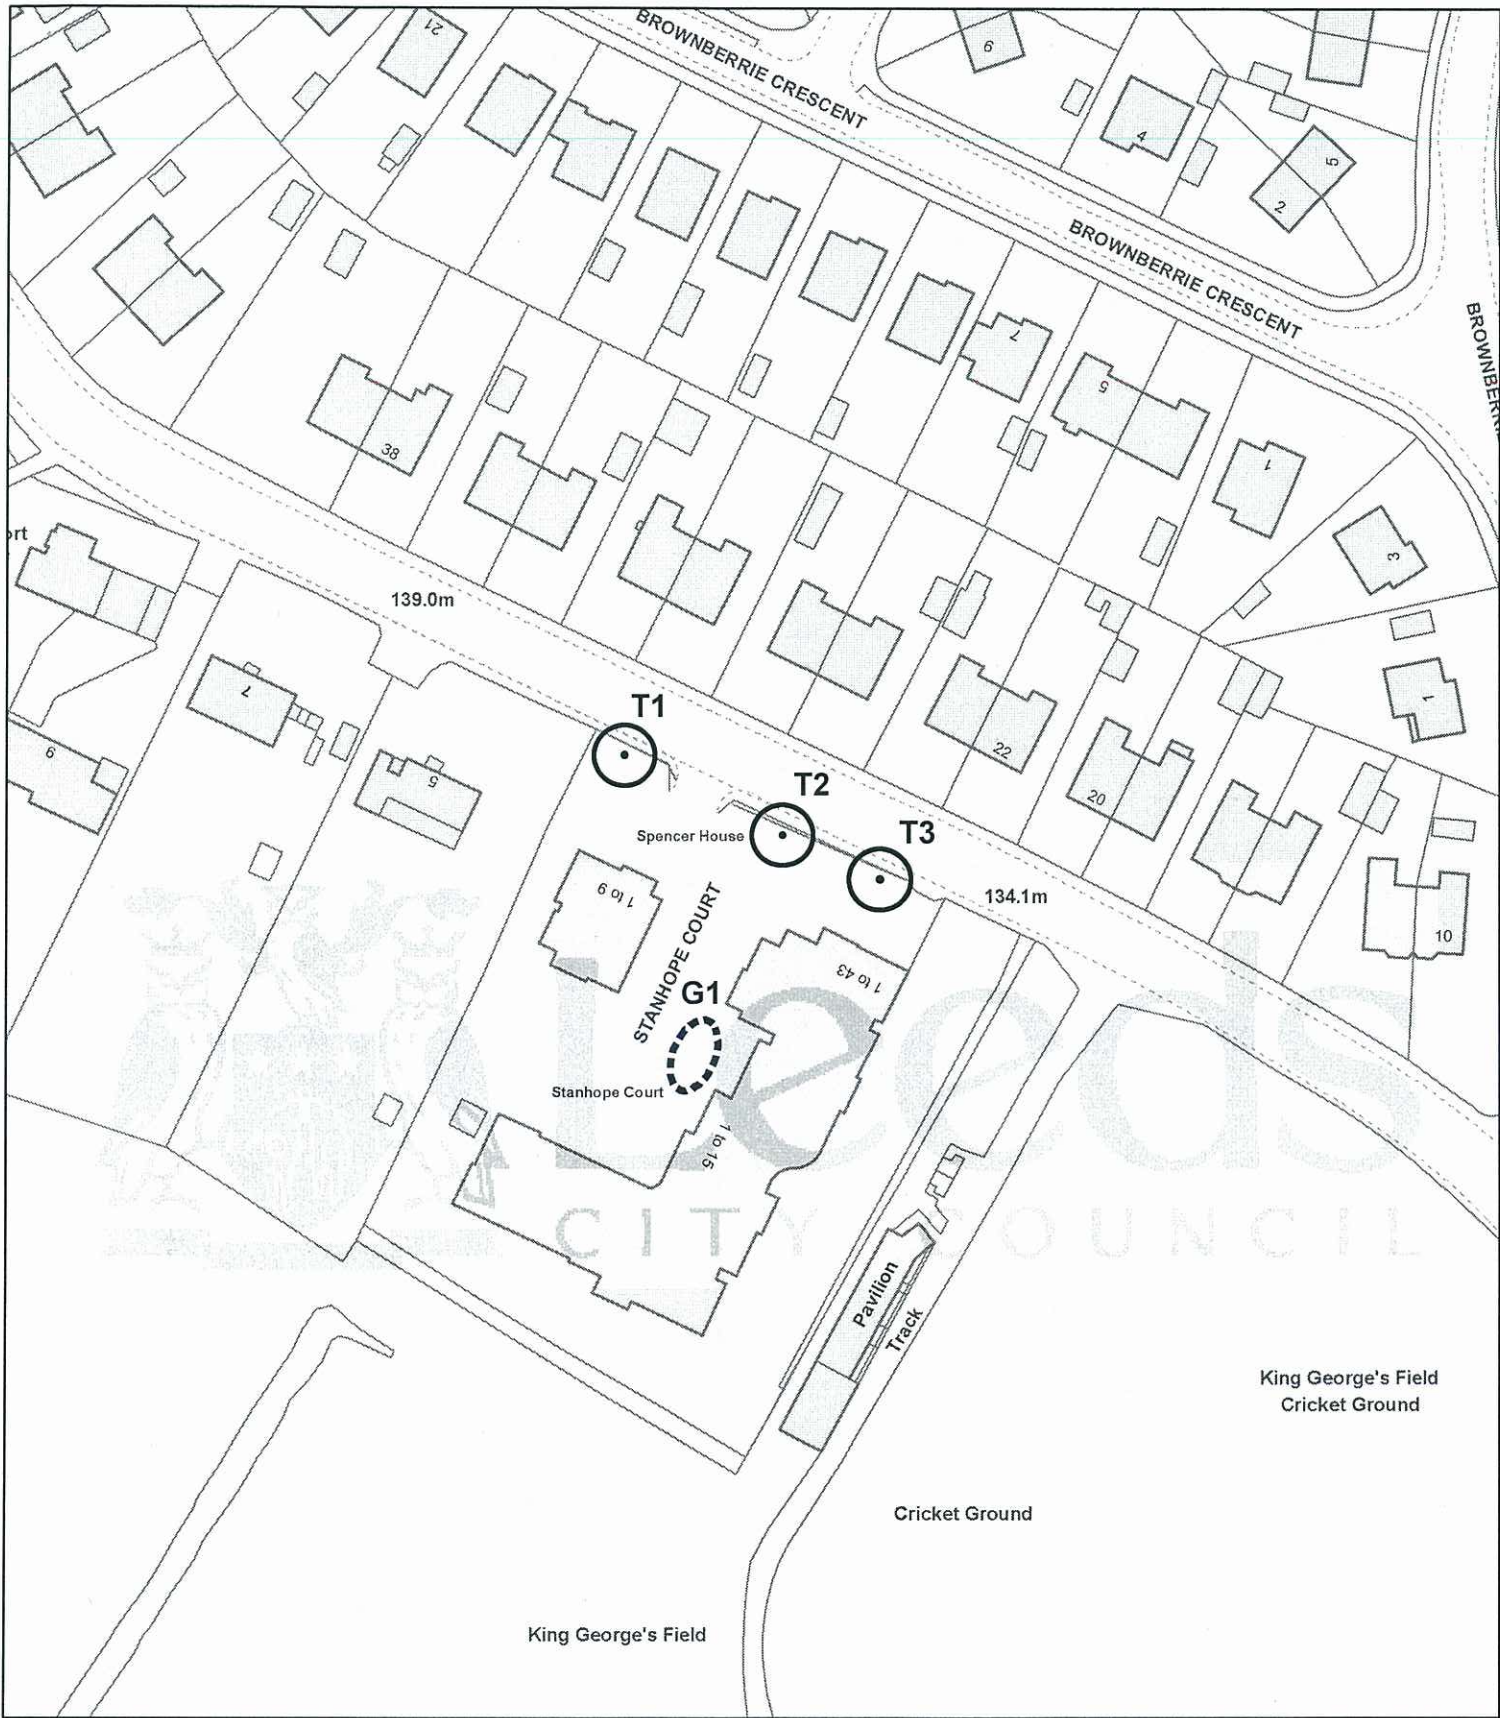 21
BROWNBERRIE CRESCENT
6
4
5
2
BROWNBERRIE CRESCENT
7
5
38
1
3
ort
139.0m
1
7
T1
22
9
5
T2
20
Spencer House
T3
1 to 9
134.1m
STANHOPE COURT
10
1 to 43
G1
Leeds
Stanhope Court
1 to 15
CITY COUNCIL
Pavilion
Track
King George's Field
Cricket Ground
Cricket Ground
King George's Field